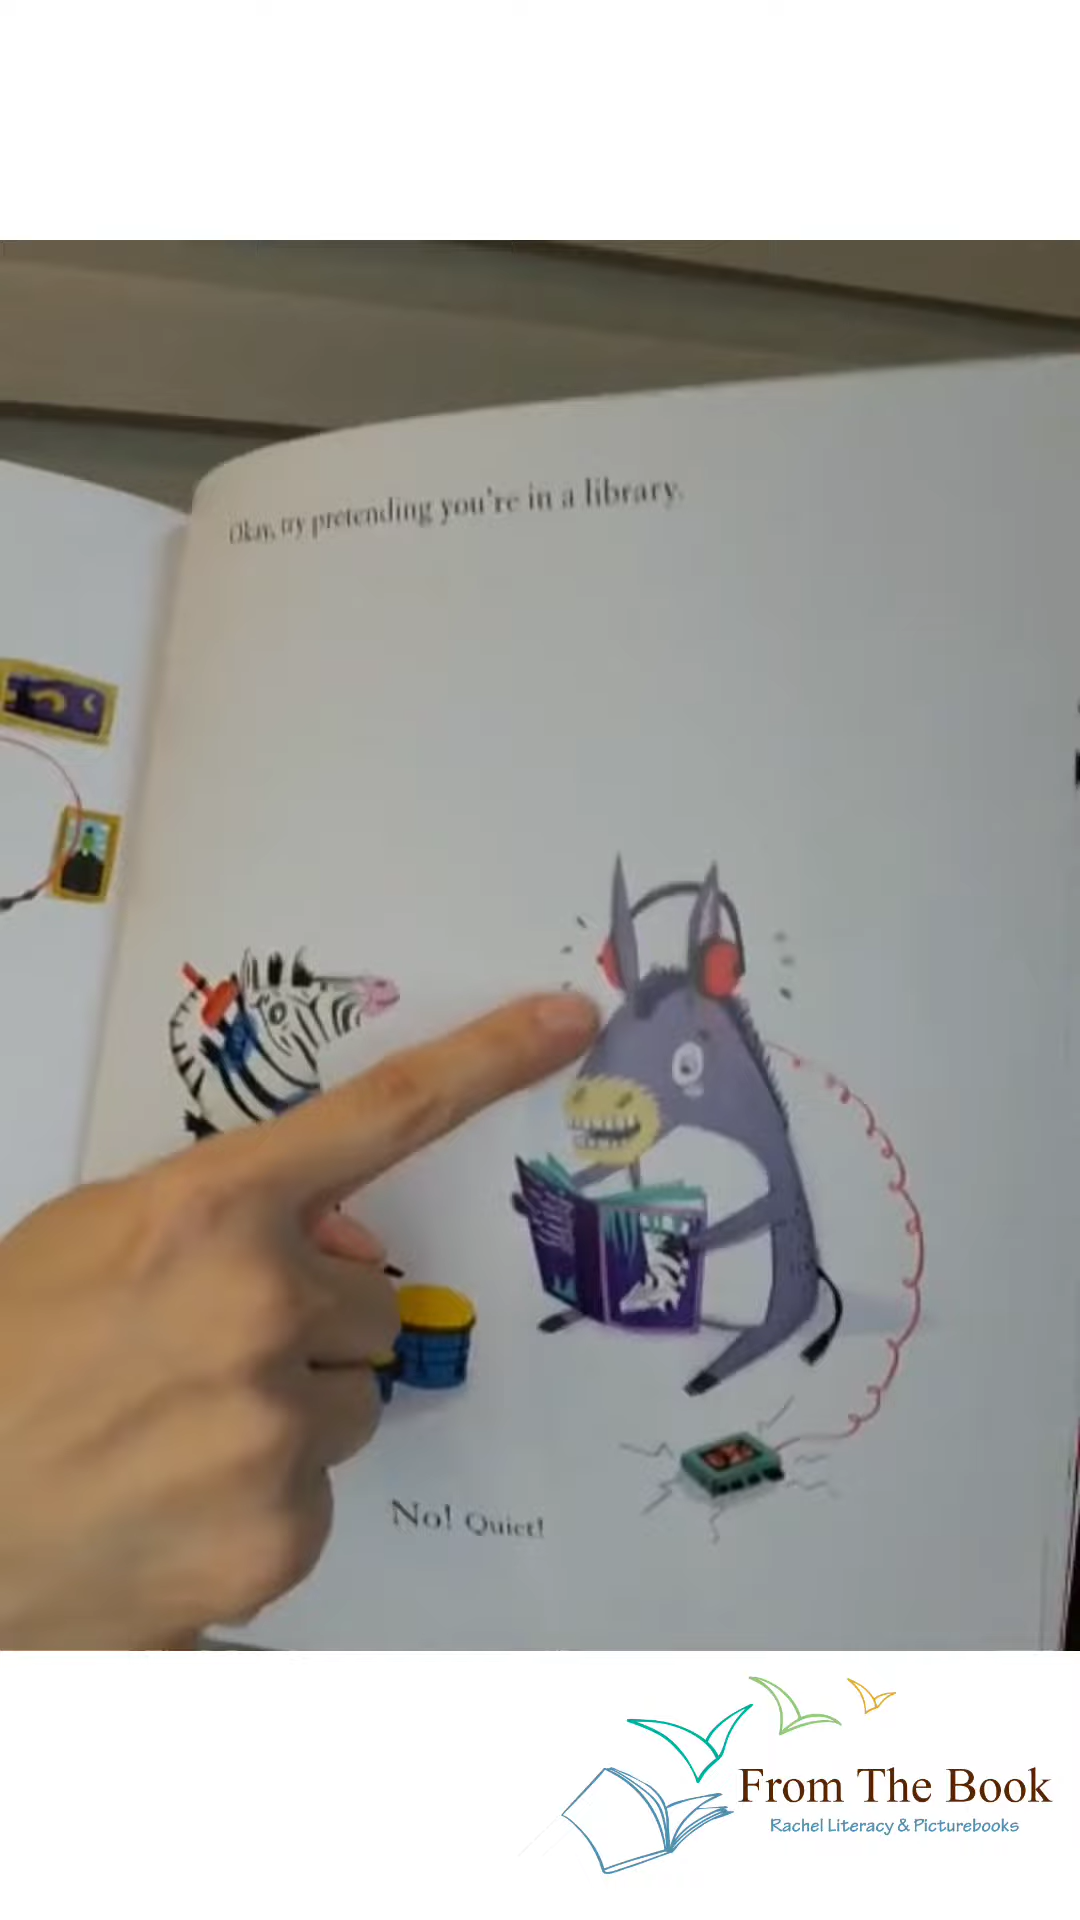 Okay, try pretending you're in a library.
No! Quiet!
From The Book
Rachel Literacy & Picturebooks